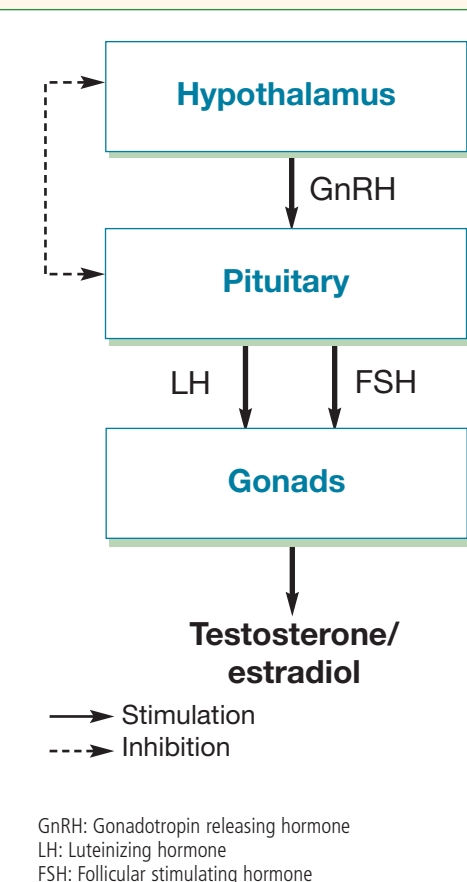 Hypothalamus
GnRH
Pituitary
LH FSH
Gonads
Testosterone/
estradiol
Stimulation
Inhibition
GnRH: Gonadotropin releasing hormone
LH: Luteinizing hormone
FSH: Follicular stimulating hormone